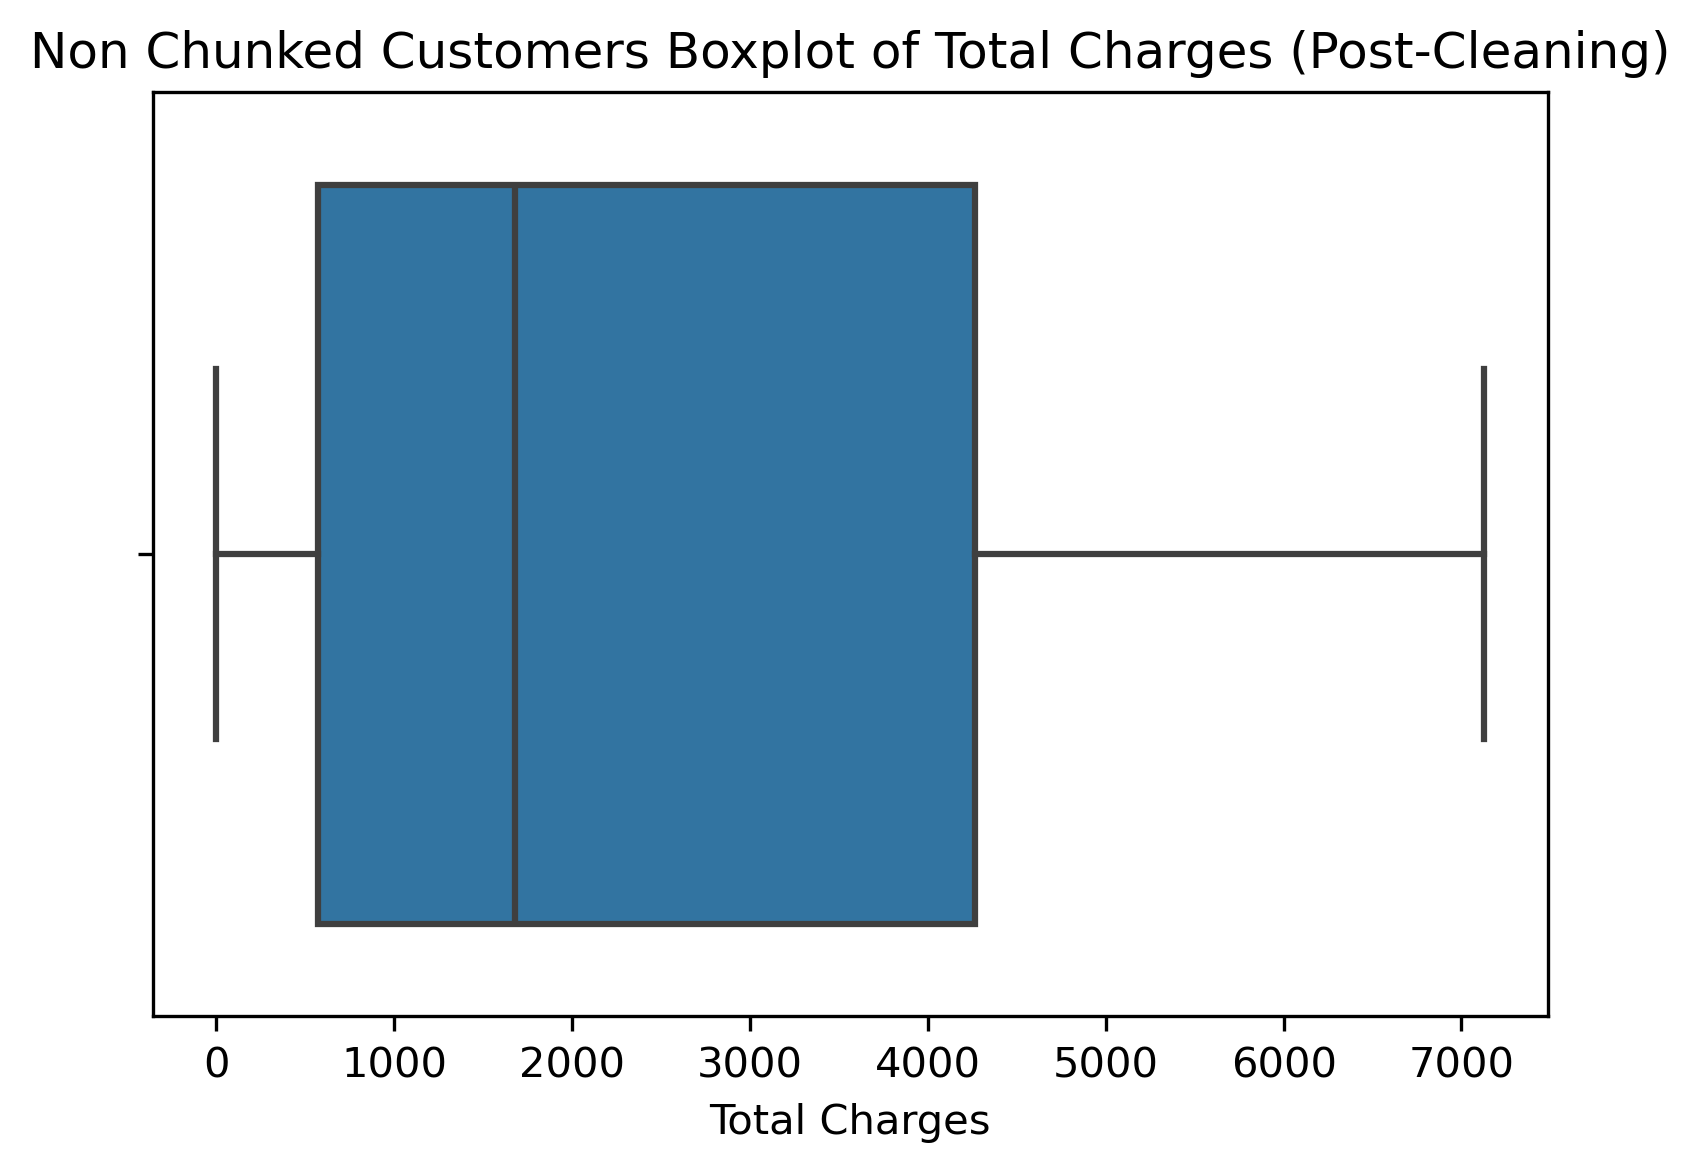 Non Chunked Customers Boxplot of Total Charges (Post-Cleaning)
0 1000 2000 3000 4000 5000 6000 7000
Total Charges